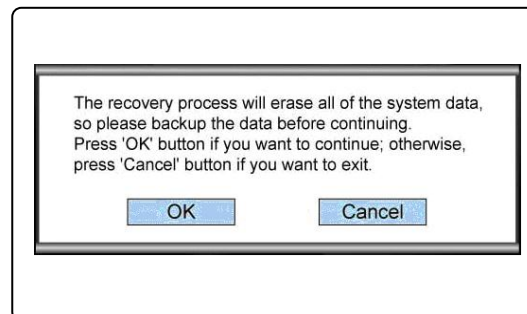 The recovery process will erase all of the system data,
so please backup the data before continuing.
Press 'OK' button if you want to continue; otherwise,
press 'Cancel' button if you want to exit.
OK Cancel